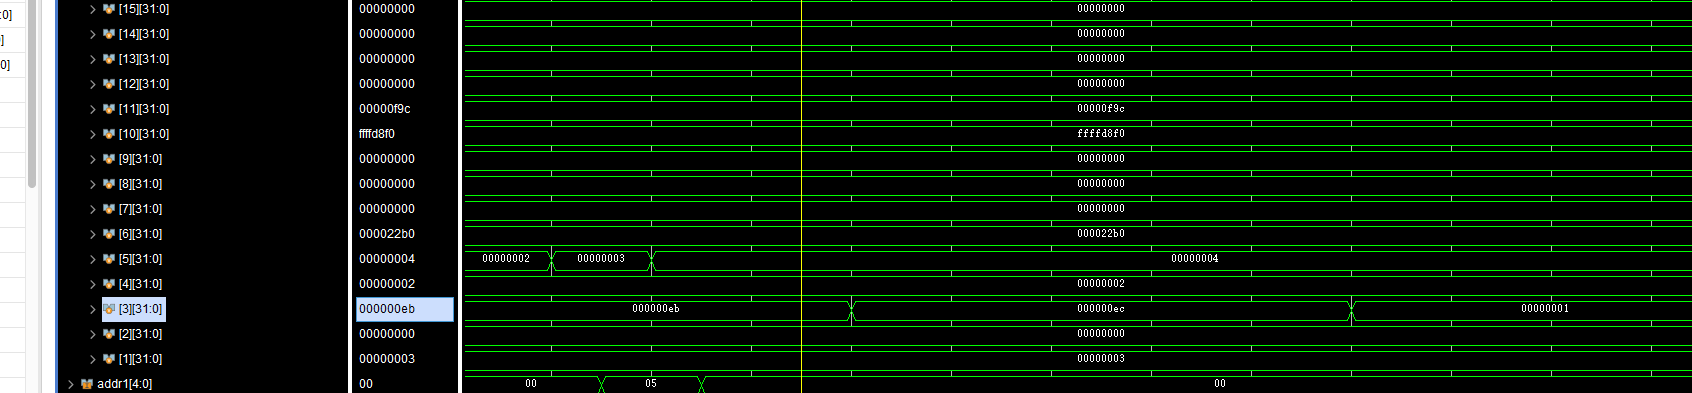 :0] [15][31:0] 00000000 00000000
] [14][31:0] 00000000 00000000
0] [13][31:0] 00000000 00000000
[12][31:0] 00000000 00000000
[11][31:0] 00000f9c 00000f9c
[10][31:0] ffffd8f0 ffffd8f0
[9][31:0] 00000000 00000000
[8][31:0] 00000000 00000000
[7][31:0] 00000000 00000000
[6][31:0] 000022b0 000022b0
[5][31:0] 00000004 00000002 00000003 00000004
[4][31:0] 00000002 00000002
[3][31:0] 000000eb 000000eb 000000ec 00000001
[2][31:0] 00000000 00000000
[1][31:0] 00000003 00000003
addr1[4:0] 00 00 05 00